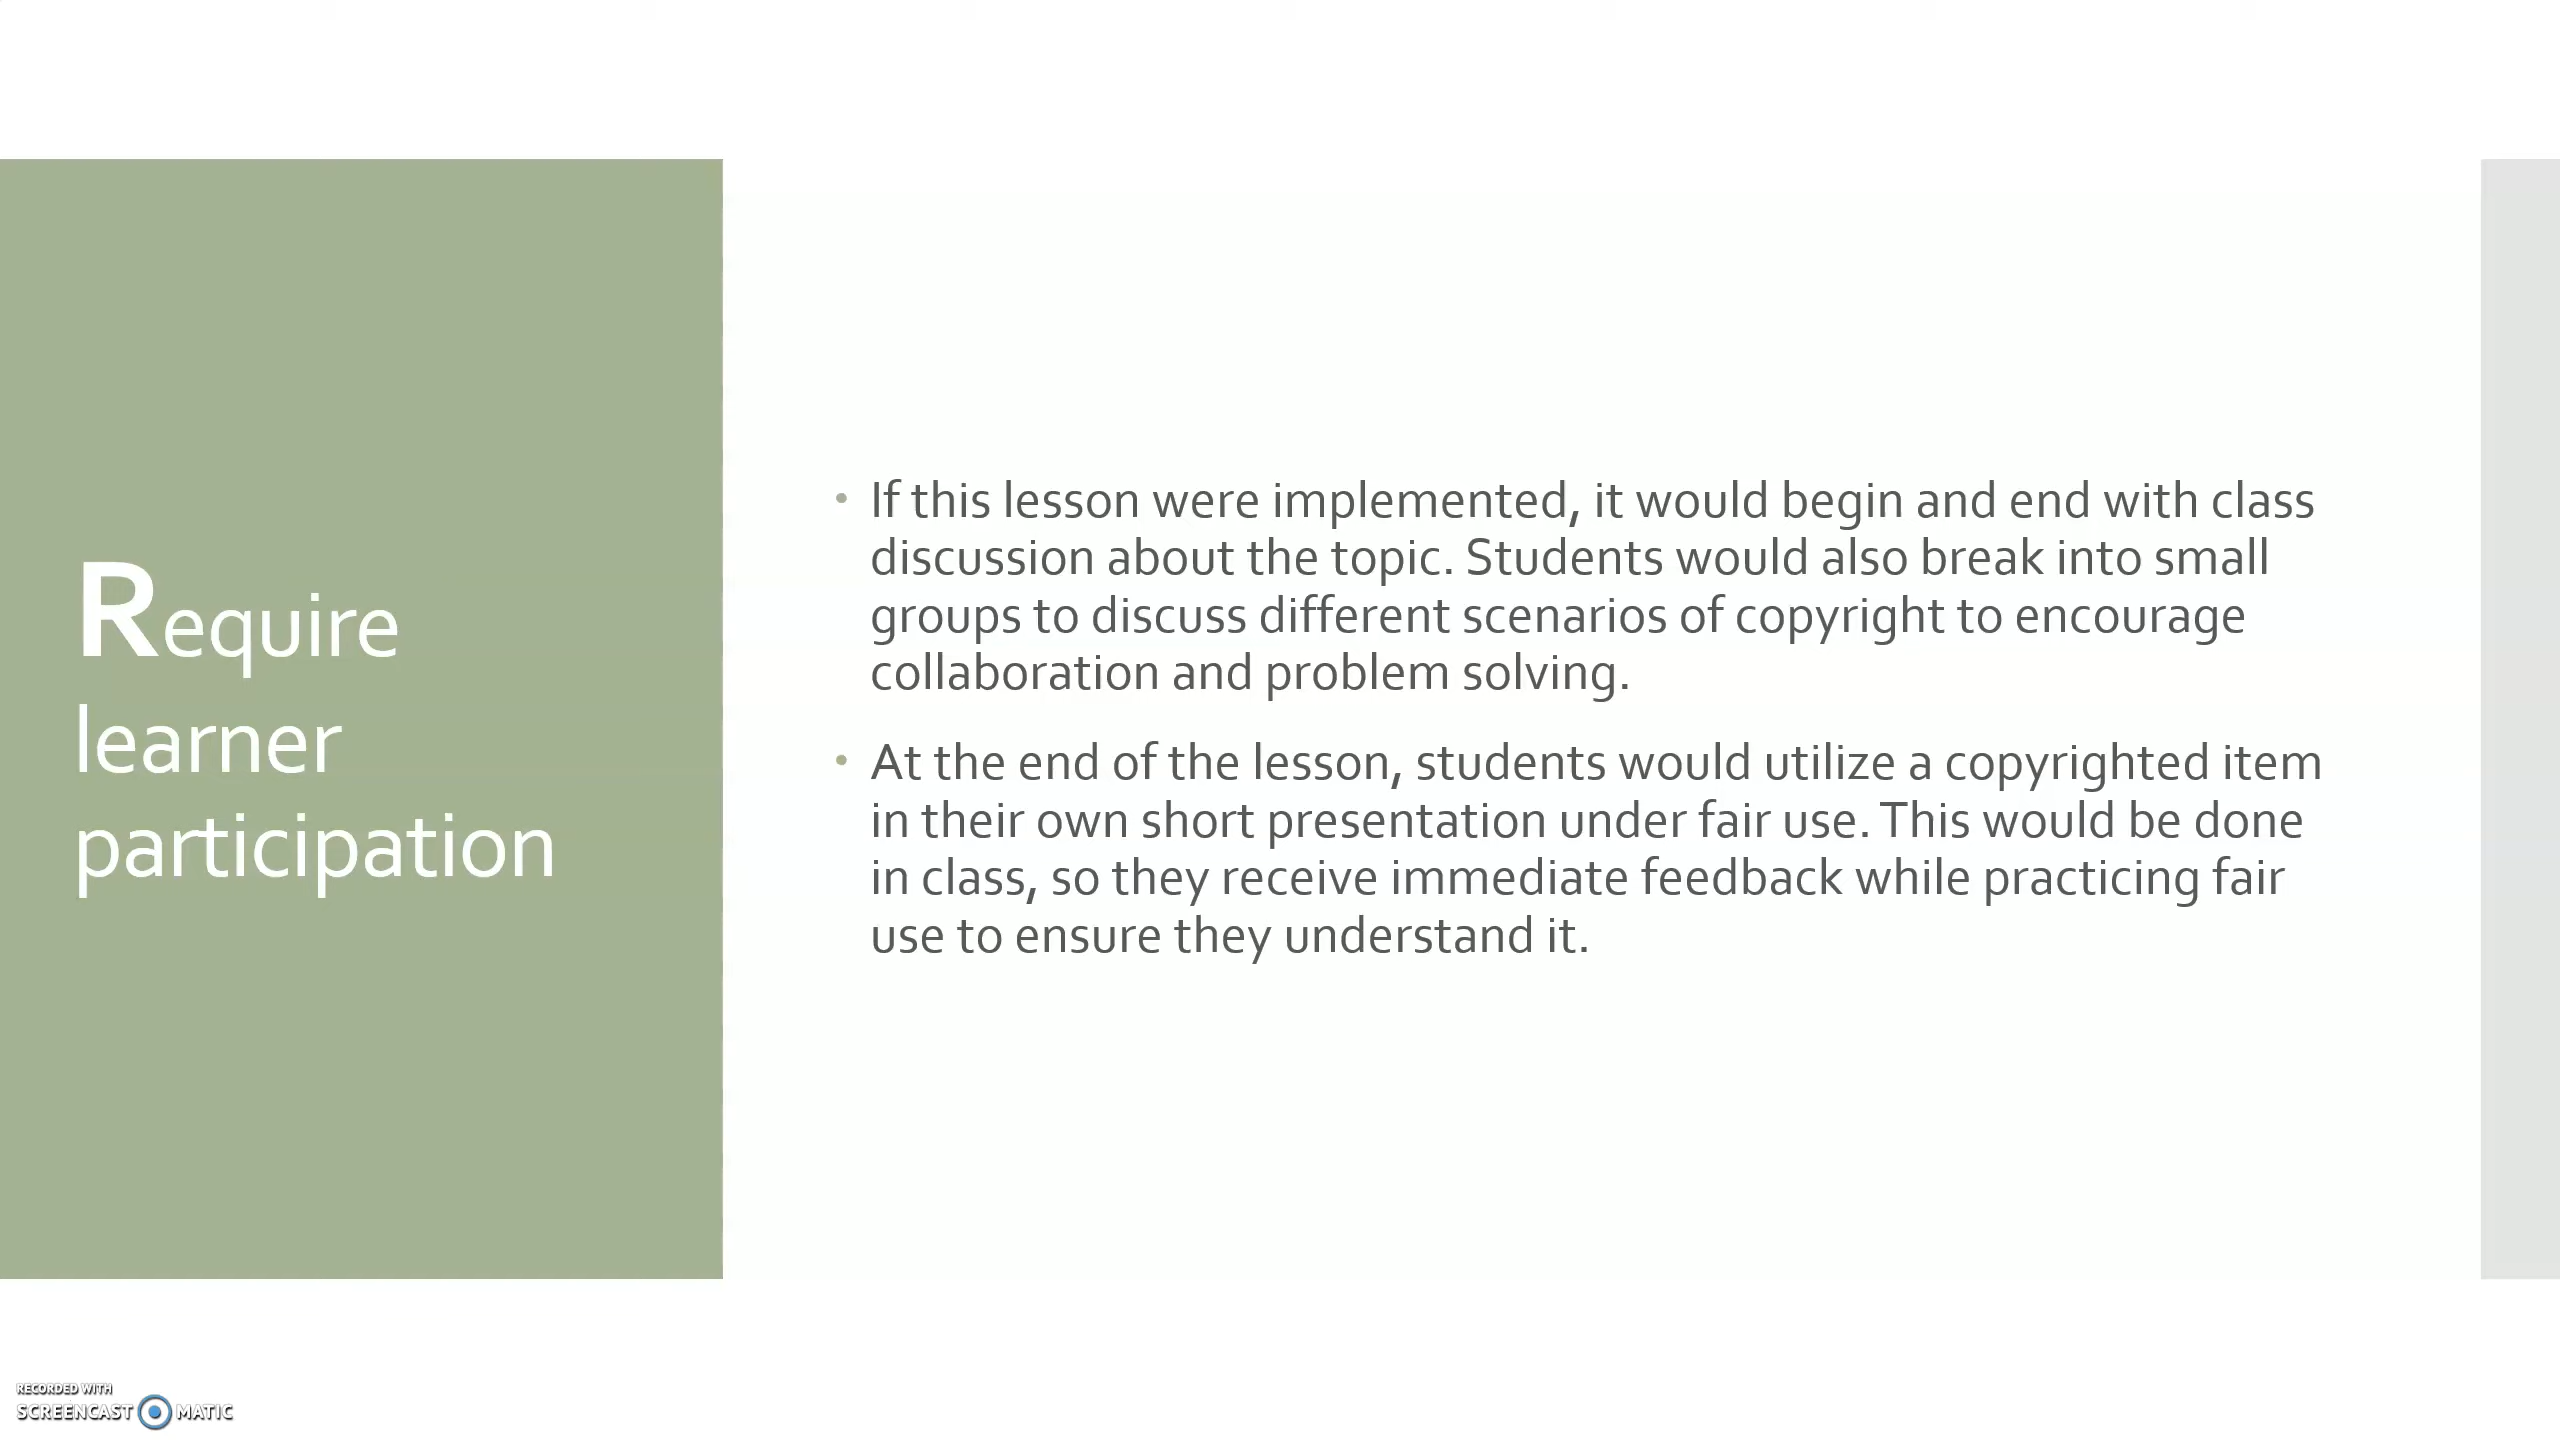 Require
learner
participation
• If this lesson were implemented, it would begin and end with class
discussion about the topic. Students would also break into small
groups to discuss different scenarios of copyright to encourage
collaboration and problem solving.
• At the end of the lesson, students would utilize a copyrighted item
in their own short presentation under fair use. This would be done
in class, so they receive immediate feedback while practicing fair
use to ensure they understand it.
RECORDED WITH
SCREENCAST MATIC